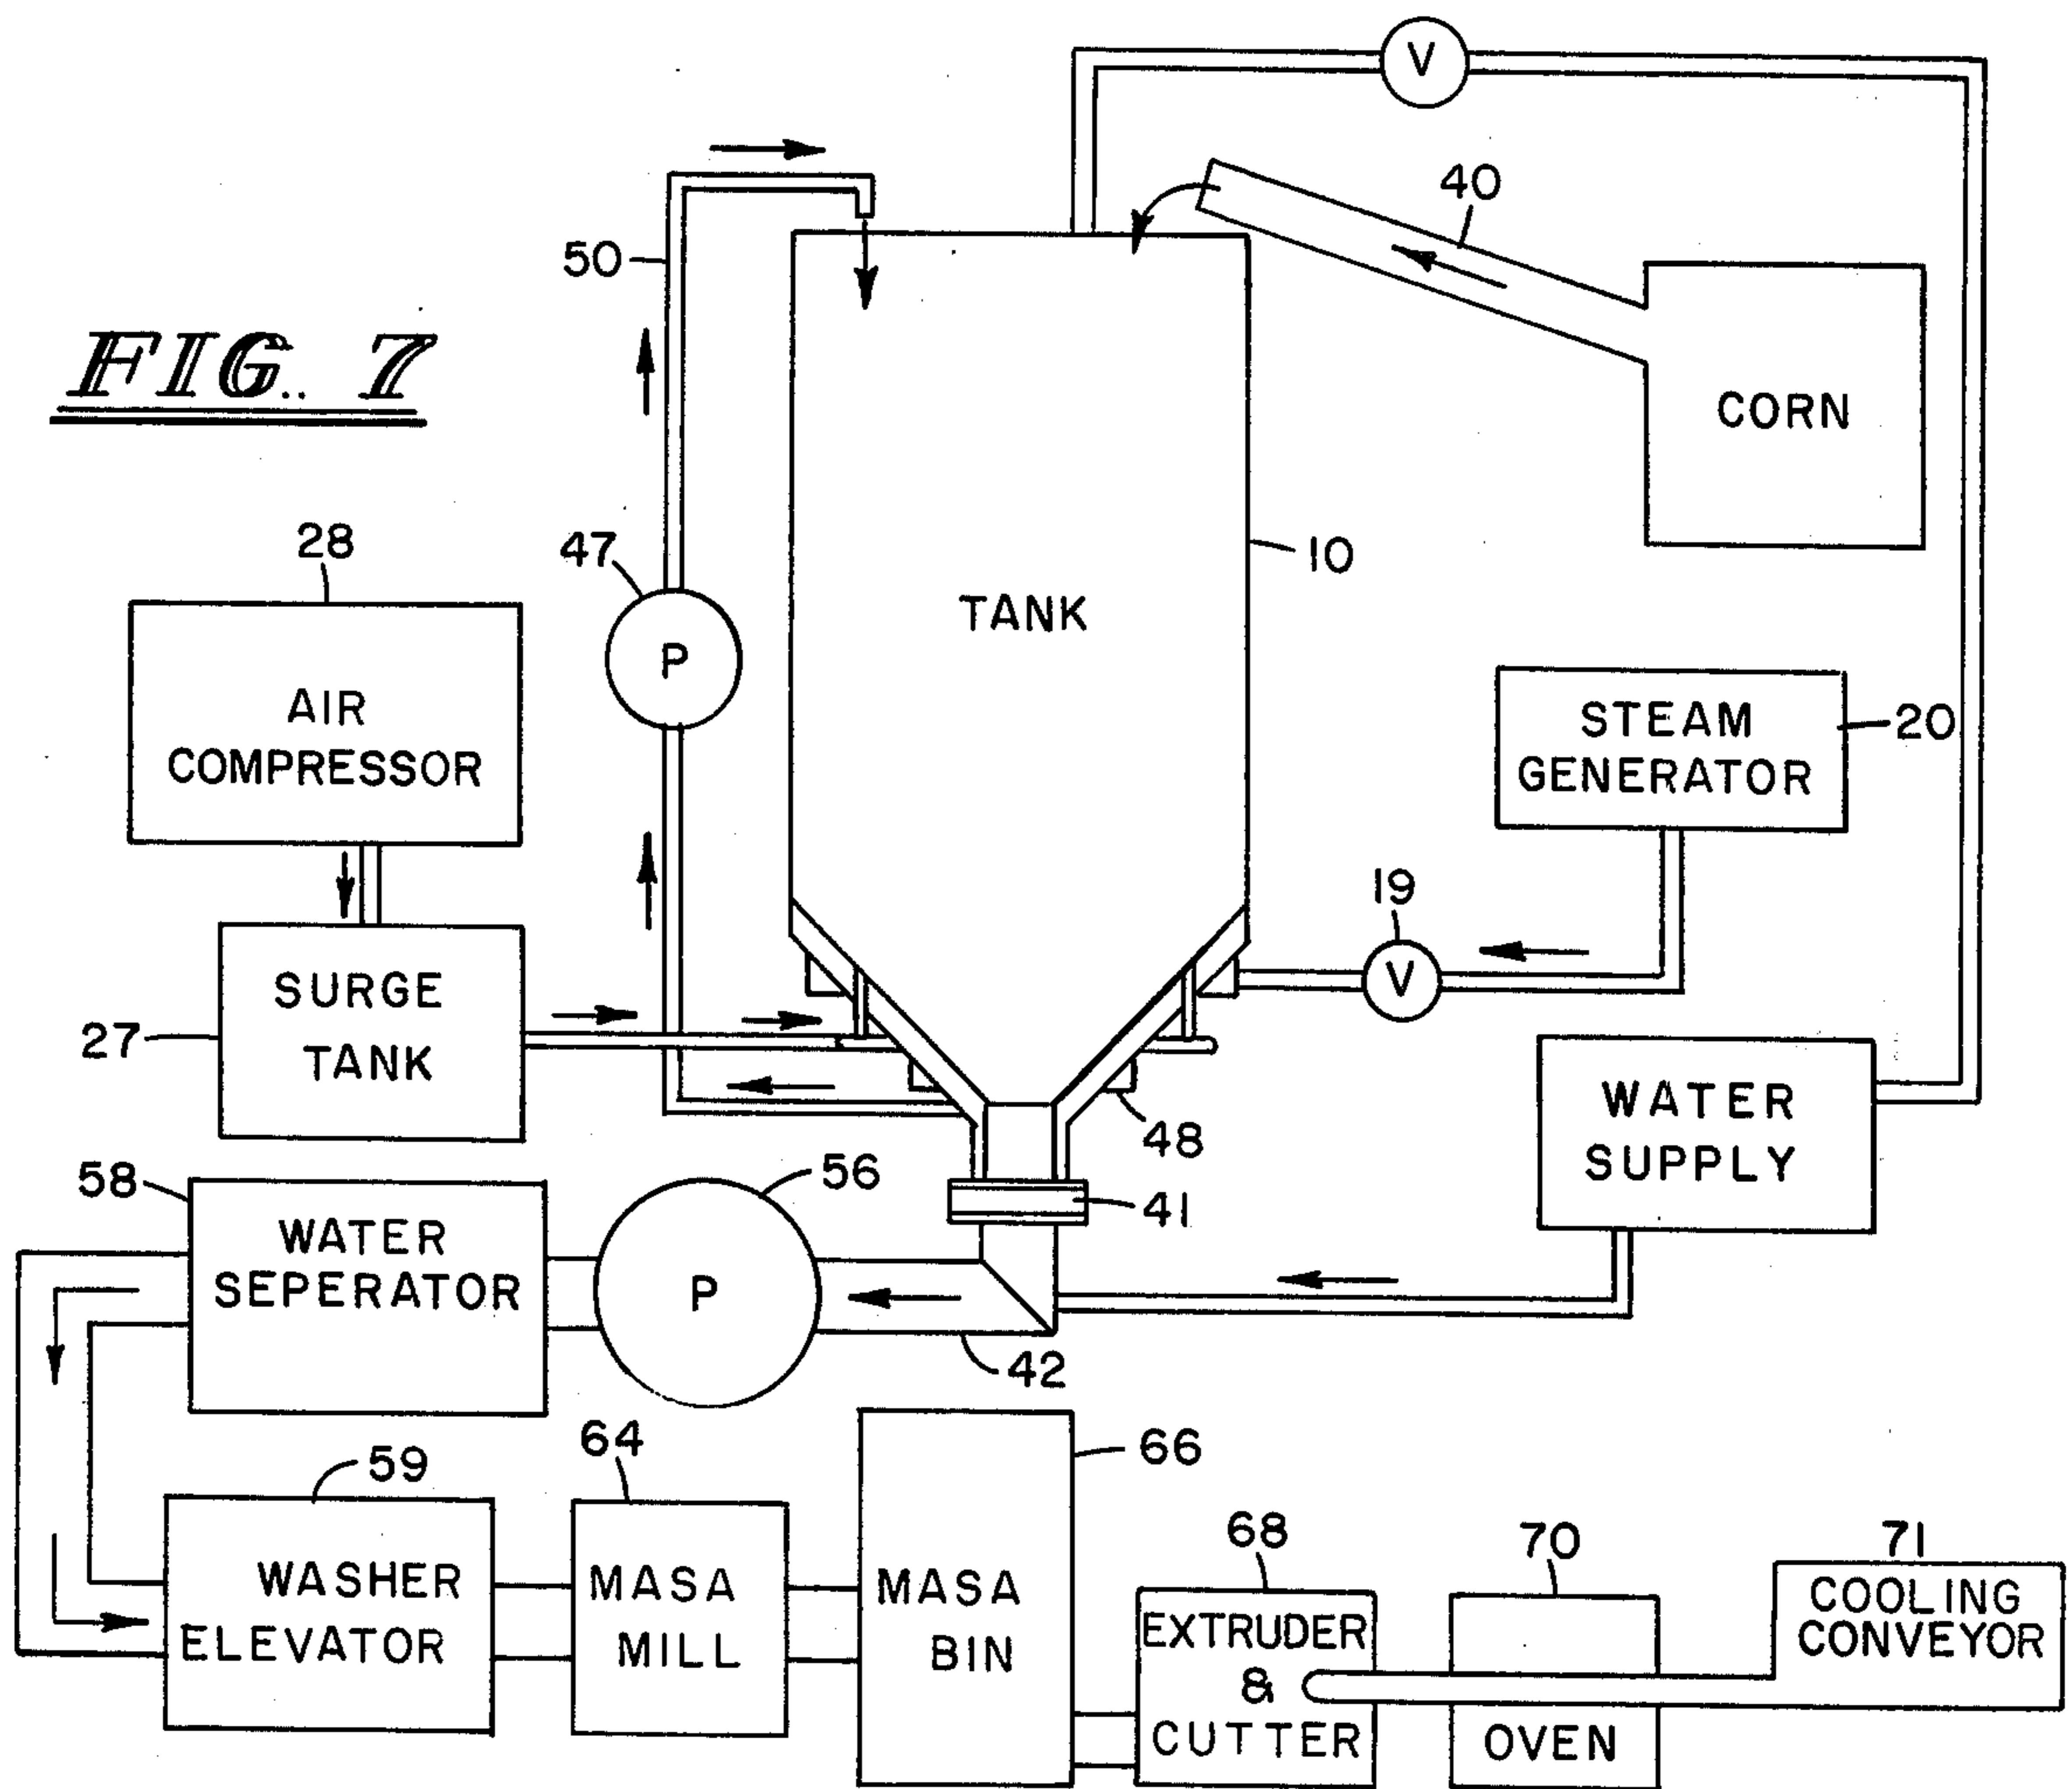 V
40
50
FIG. 7
CORN
28
47
10
TANK
P
AIR
COMPRESSOR
STEAM
GENERATOR
20
19
V
SURGE
TANK
27
WATER
SUPPLY
48
58
56
41
WATER
SEPERATOR
P
42
59
64
66
68
70
71
WASHER
ELEVATOR
MASA
MILL
MASA
BIN
EXTRUDER
&
CUTTER
OVEN
COOLING
CONVEYOR